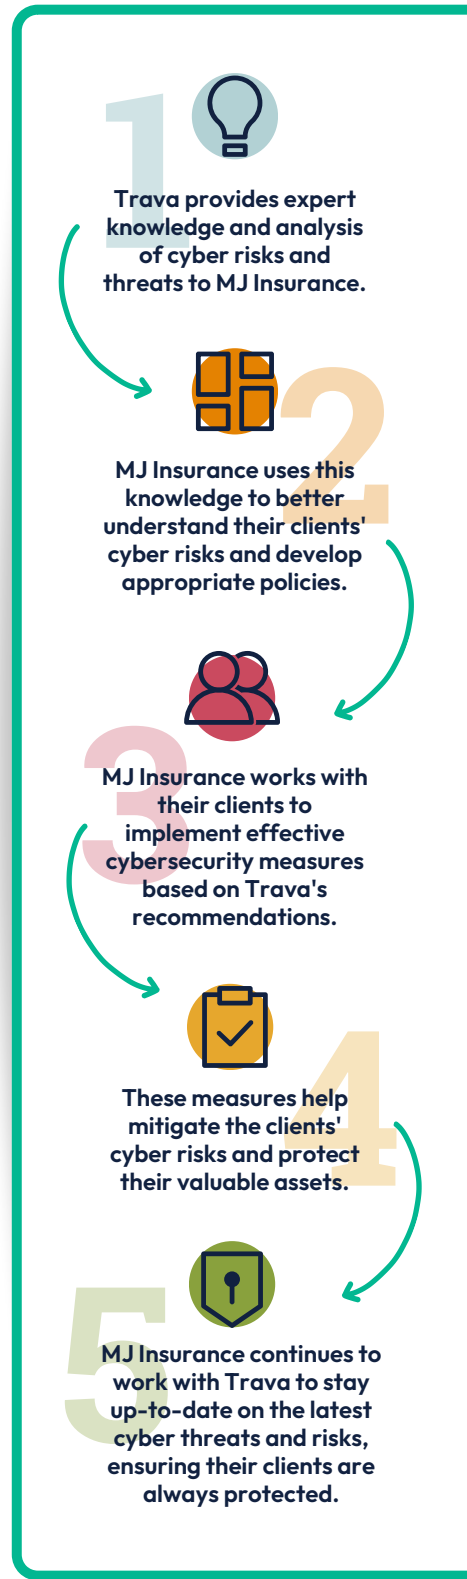 1
Trava provides expert
knowledge and analysis
of cyber risks and
threats to MJ Insurance.
2
MJ Insurance uses this
knowledge to better
understand their clients'
cyber risks and develop
appropriate policies.
3
MJ Insurance works with
their clients to
implement effective
cybersecurity measures
based on Trava's
recommendations.
4
These measures help
mitigate the clients'
cyber risks and protect
their valuable assets.
5
MJ Insurance continues to
work with Trava to stay
up-to-date on the latest
cyber threats and risks,
ensuring their clients are
always protected.